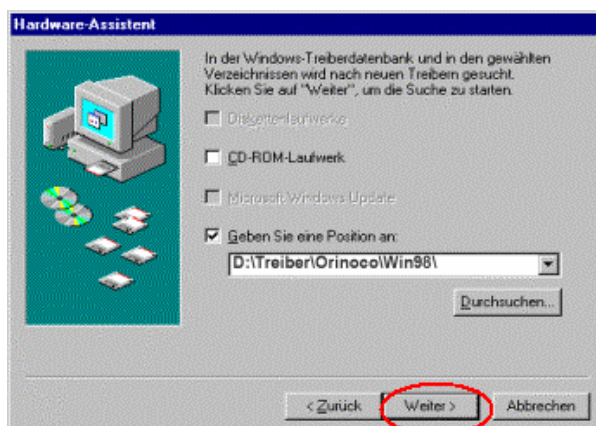 Hardware-Assistent
In der Windows-Treiberdatenbank und in den gewählten
Verzeichnissen wird nach neuen Treibern gesucht.
Klicken Sie auf "Weiter", um die Suche zu starten.
Diskettenlaufwerke
CD-ROM-Laufwerk
Microsoft Windows Update
Geben Sie eine Position an:
D:\Treiber\Orinoco\Win98\
Durchsuchen...
< Zurück
Weiter >
Abbrechen